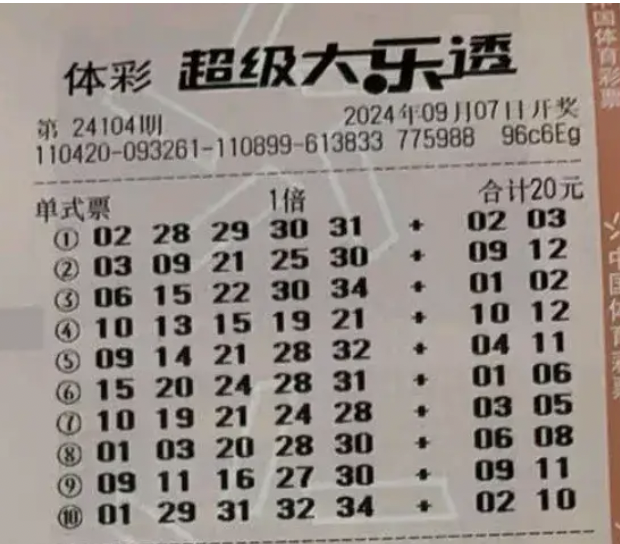 体彩 超级大乐透
第 24104期 2024年09月07日开奖
110420-093261-110899-613833 775988 96c6Eg
单式票 1倍 合计20元
① 02 28 29 30 31 + 02 03
② 03 09 21 25 30 + 09 12
③ 06 15 22 30 34 + 01 02
④ 10 13 15 19 21 + 10 12
⑤ 09 14 21 28 32 + 04 11
⑥ 15 20 24 28 31 + 01 06
⑦ 10 19 21 24 28 + 03 05
⑧ 01 03 20 28 30 + 06 08
⑨ 09 11 16 27 30 + 09 11
⑩ 01 29 31 32 34 + 02 10
中国体育彩票
中国体育彩票